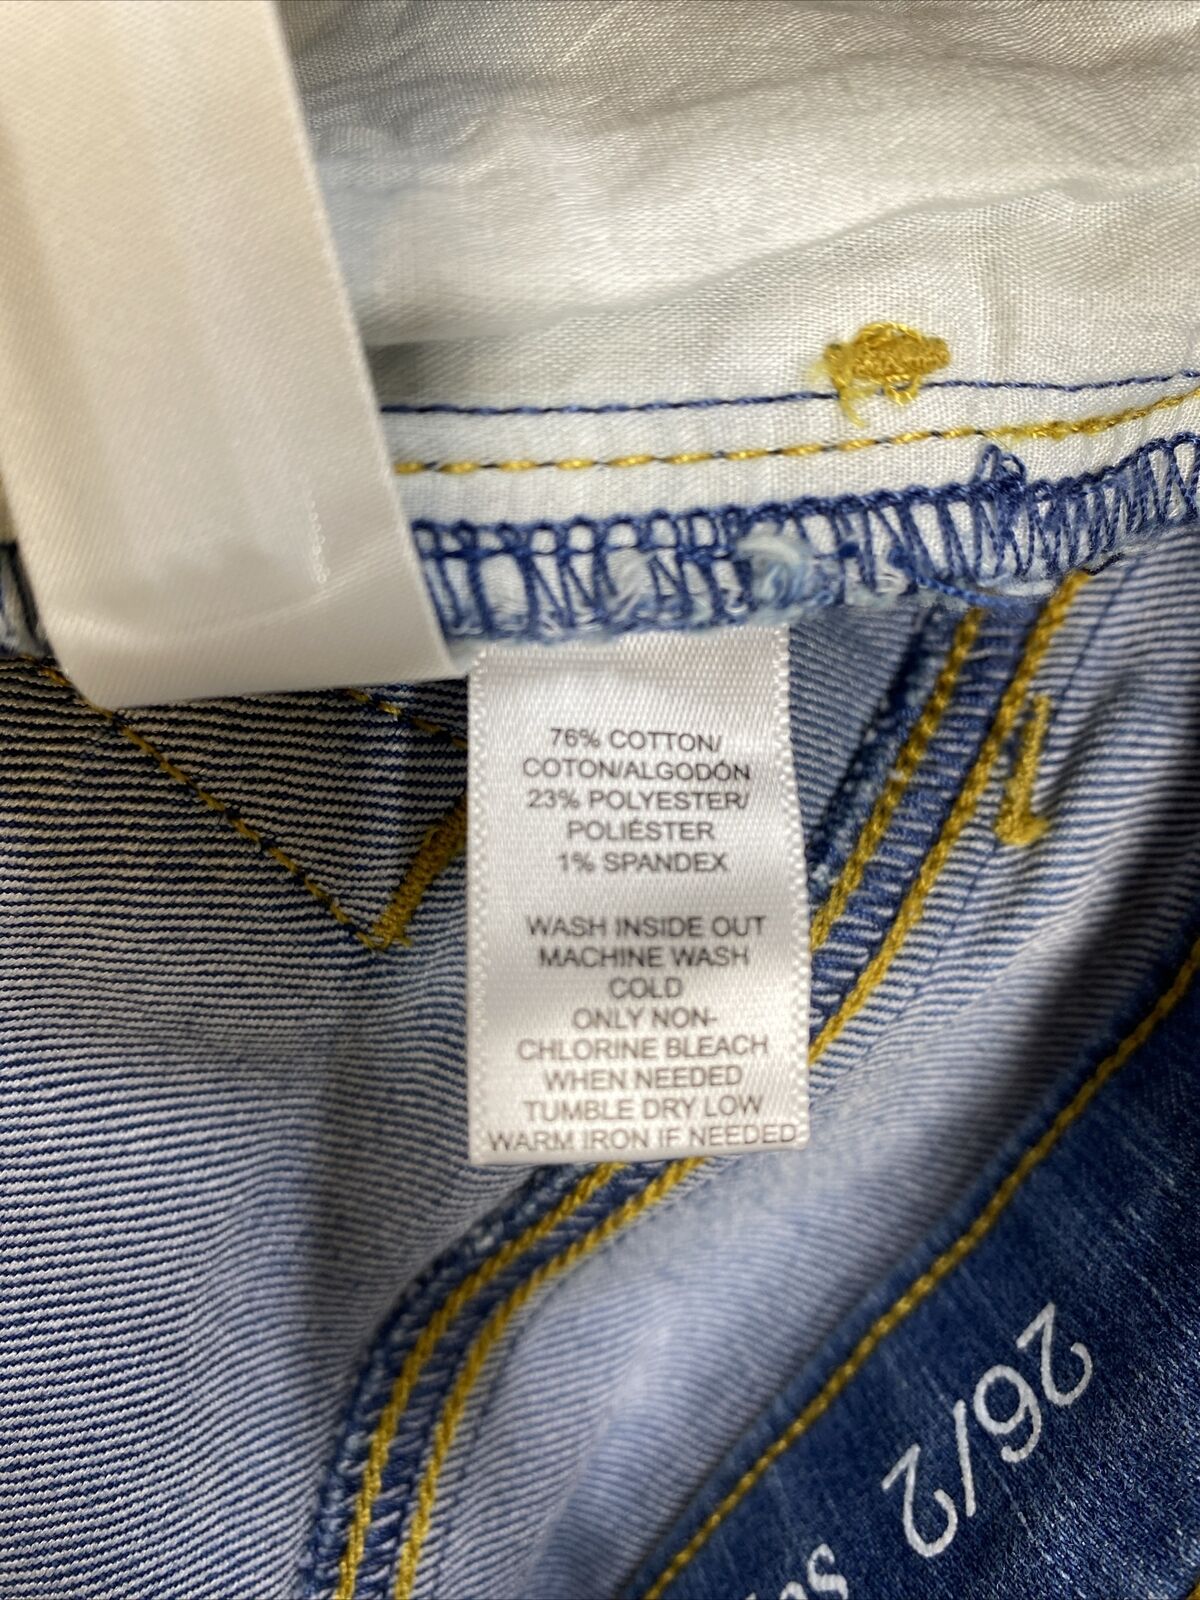 76% COTTON/
COTON/ALGODÓN
23% POLYESTER/
POLIÉSTER
1% SPANDEX
WASH INSIDE OUT
MACHINE WASH
COLD
ONLY NON-
CHLORINE BLEACH
WHEN NEEDED
TUMBLE DRY LOW
WARM IRON IF NEEDED
26/2